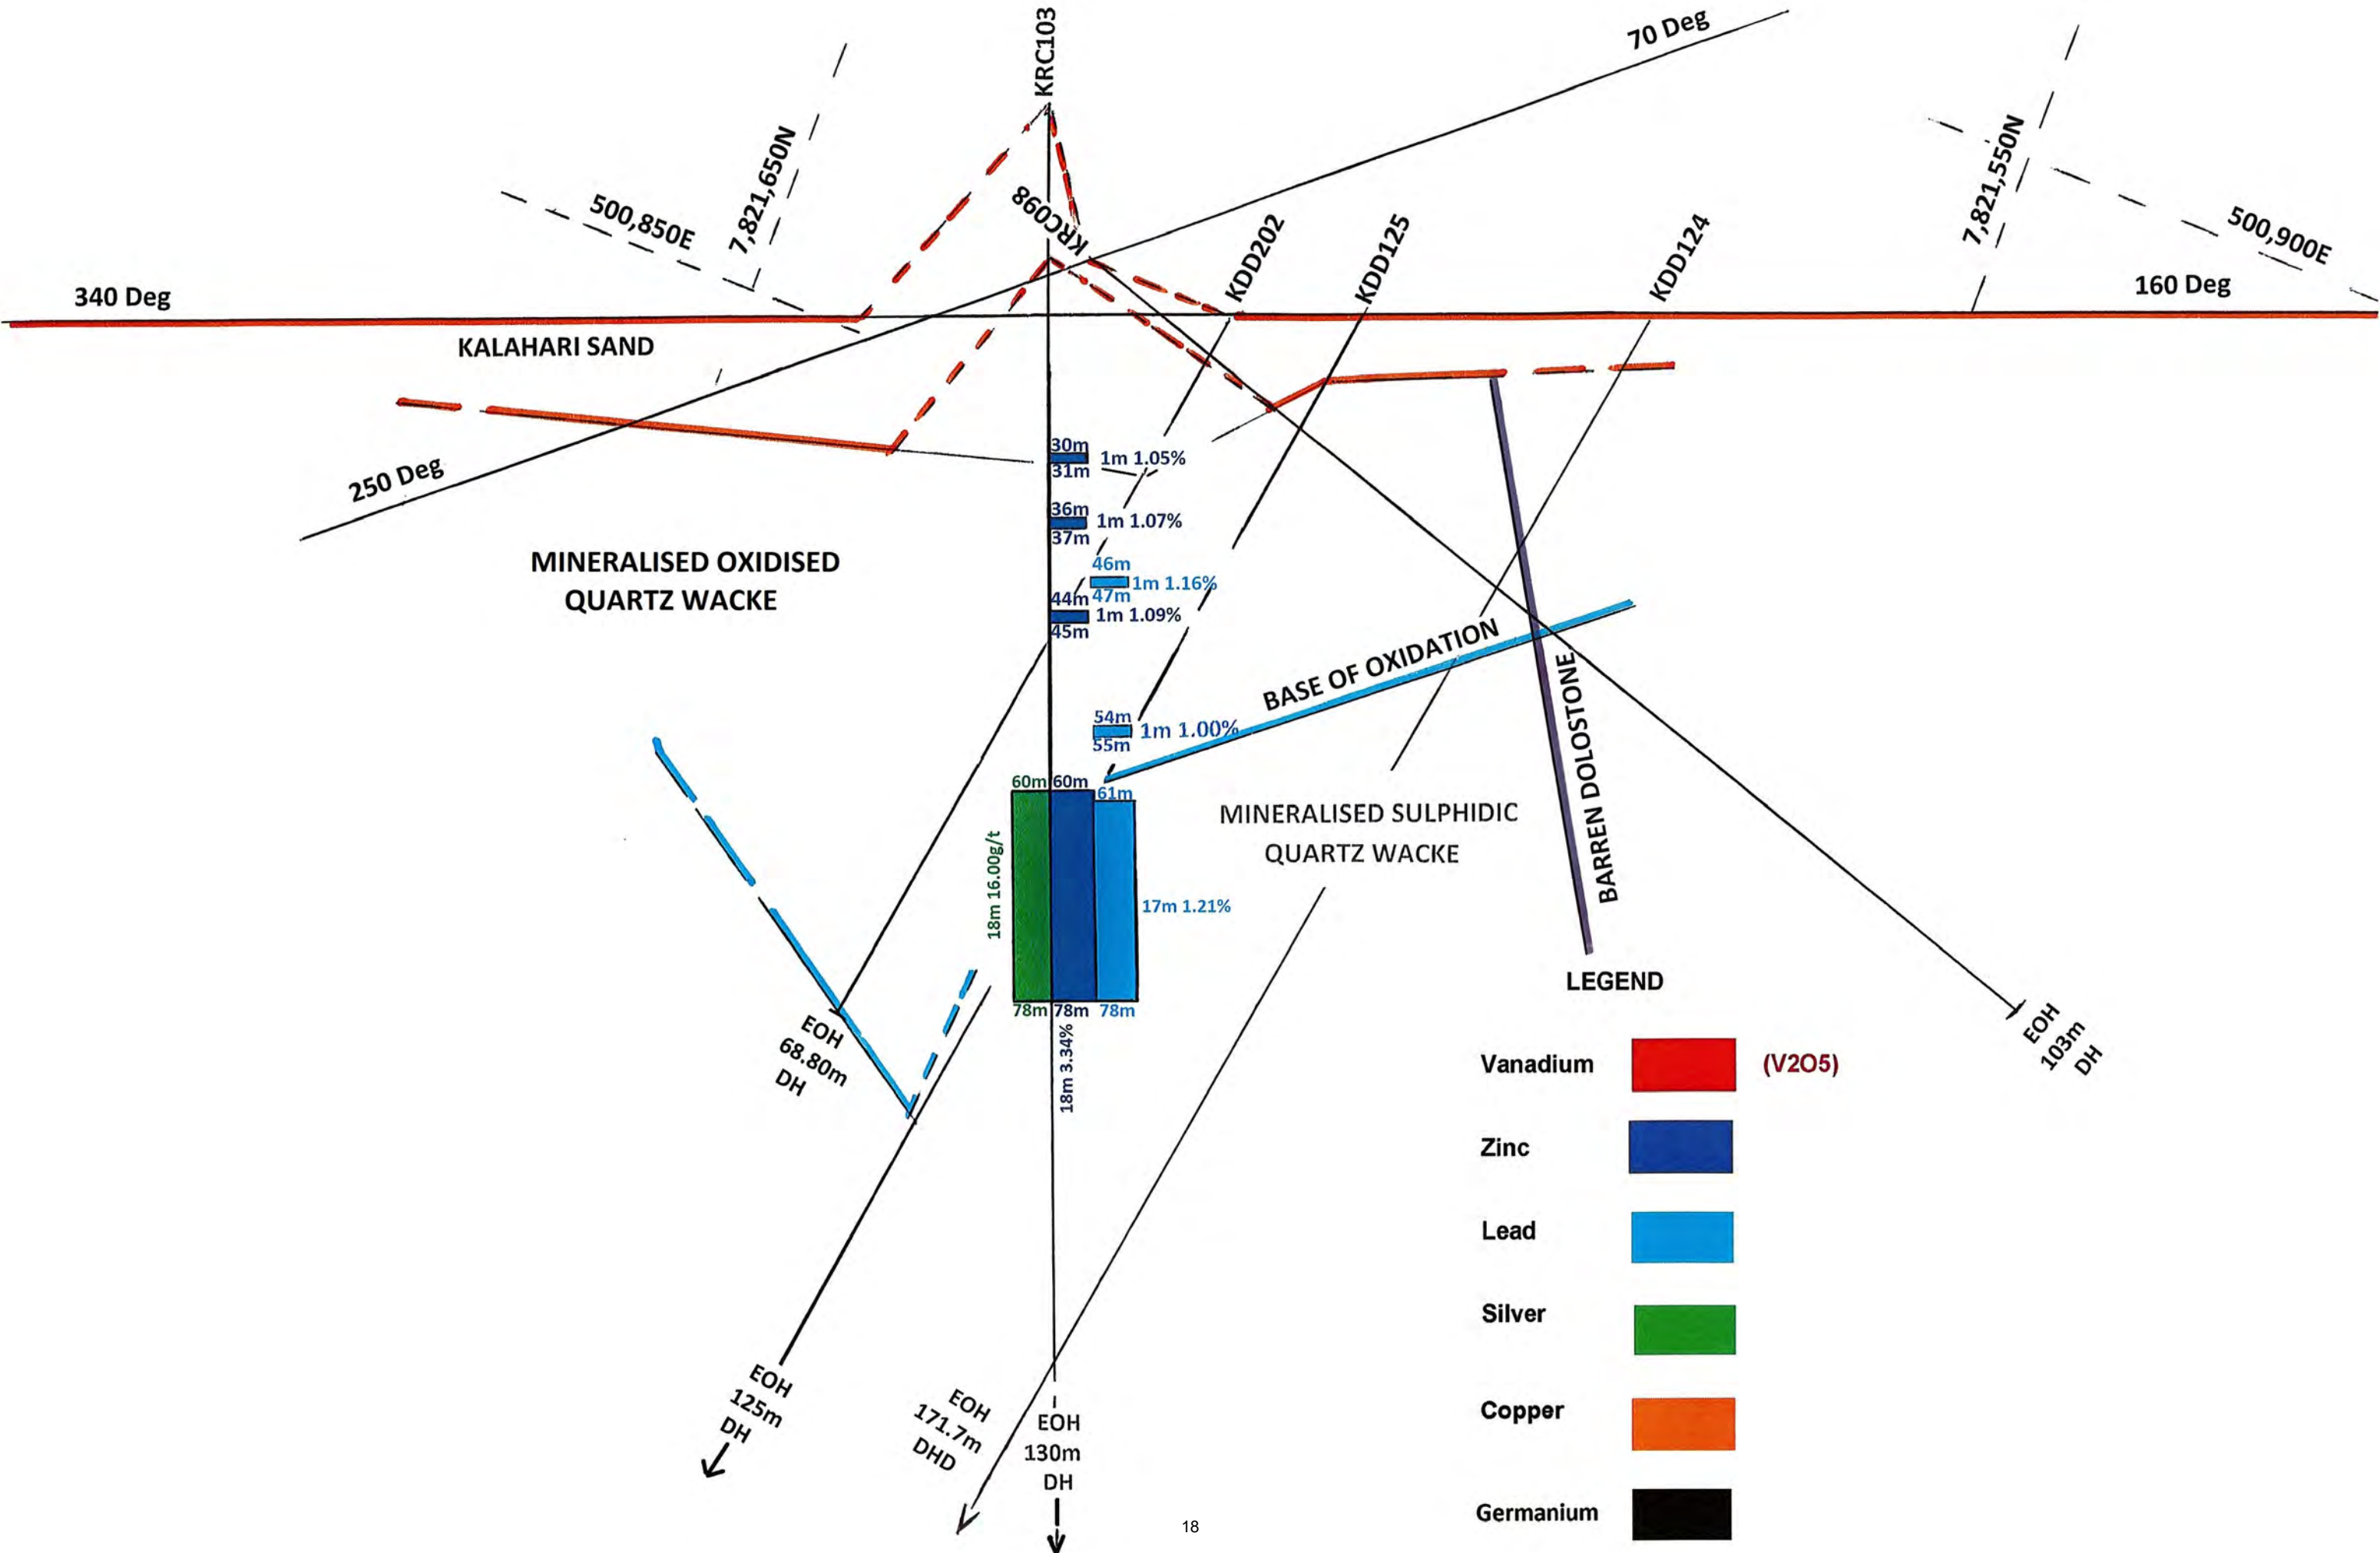 KRC103
70 Deg
7,821,650N
7,821,550N
500,850E
KRC098
KDD202
KDD125
KDD124
500,900E
340 Deg
160 Deg
KALAHARI SAND
250 Deg
30m
31m
1m 1.05%
36m
37m
1m 1.07%
MINERALISED OXIDISED
QUARTZ WACKE
46m
47m
1m 1.16%
44m
45m
1m 1.09%
BASE OF OXIDATION
BARREN DOLOSTONE
54m
55m
1m 1.00%
60m
60m
61m
MINERALISED SULPHIDIC
QUARTZ WACKE
18m 16.00g/t
17m 1.21%
78m
78m
78m
18m 3.34%
EOH
68.80m
DH
EOH
103m
DH
EOH
125m
DH
EOH
171.7m
DHD
EOH
130m
DH
LEGEND
Vanadium
(V2O5)
Zinc
Lead
Silver
Copper
Germanium
18